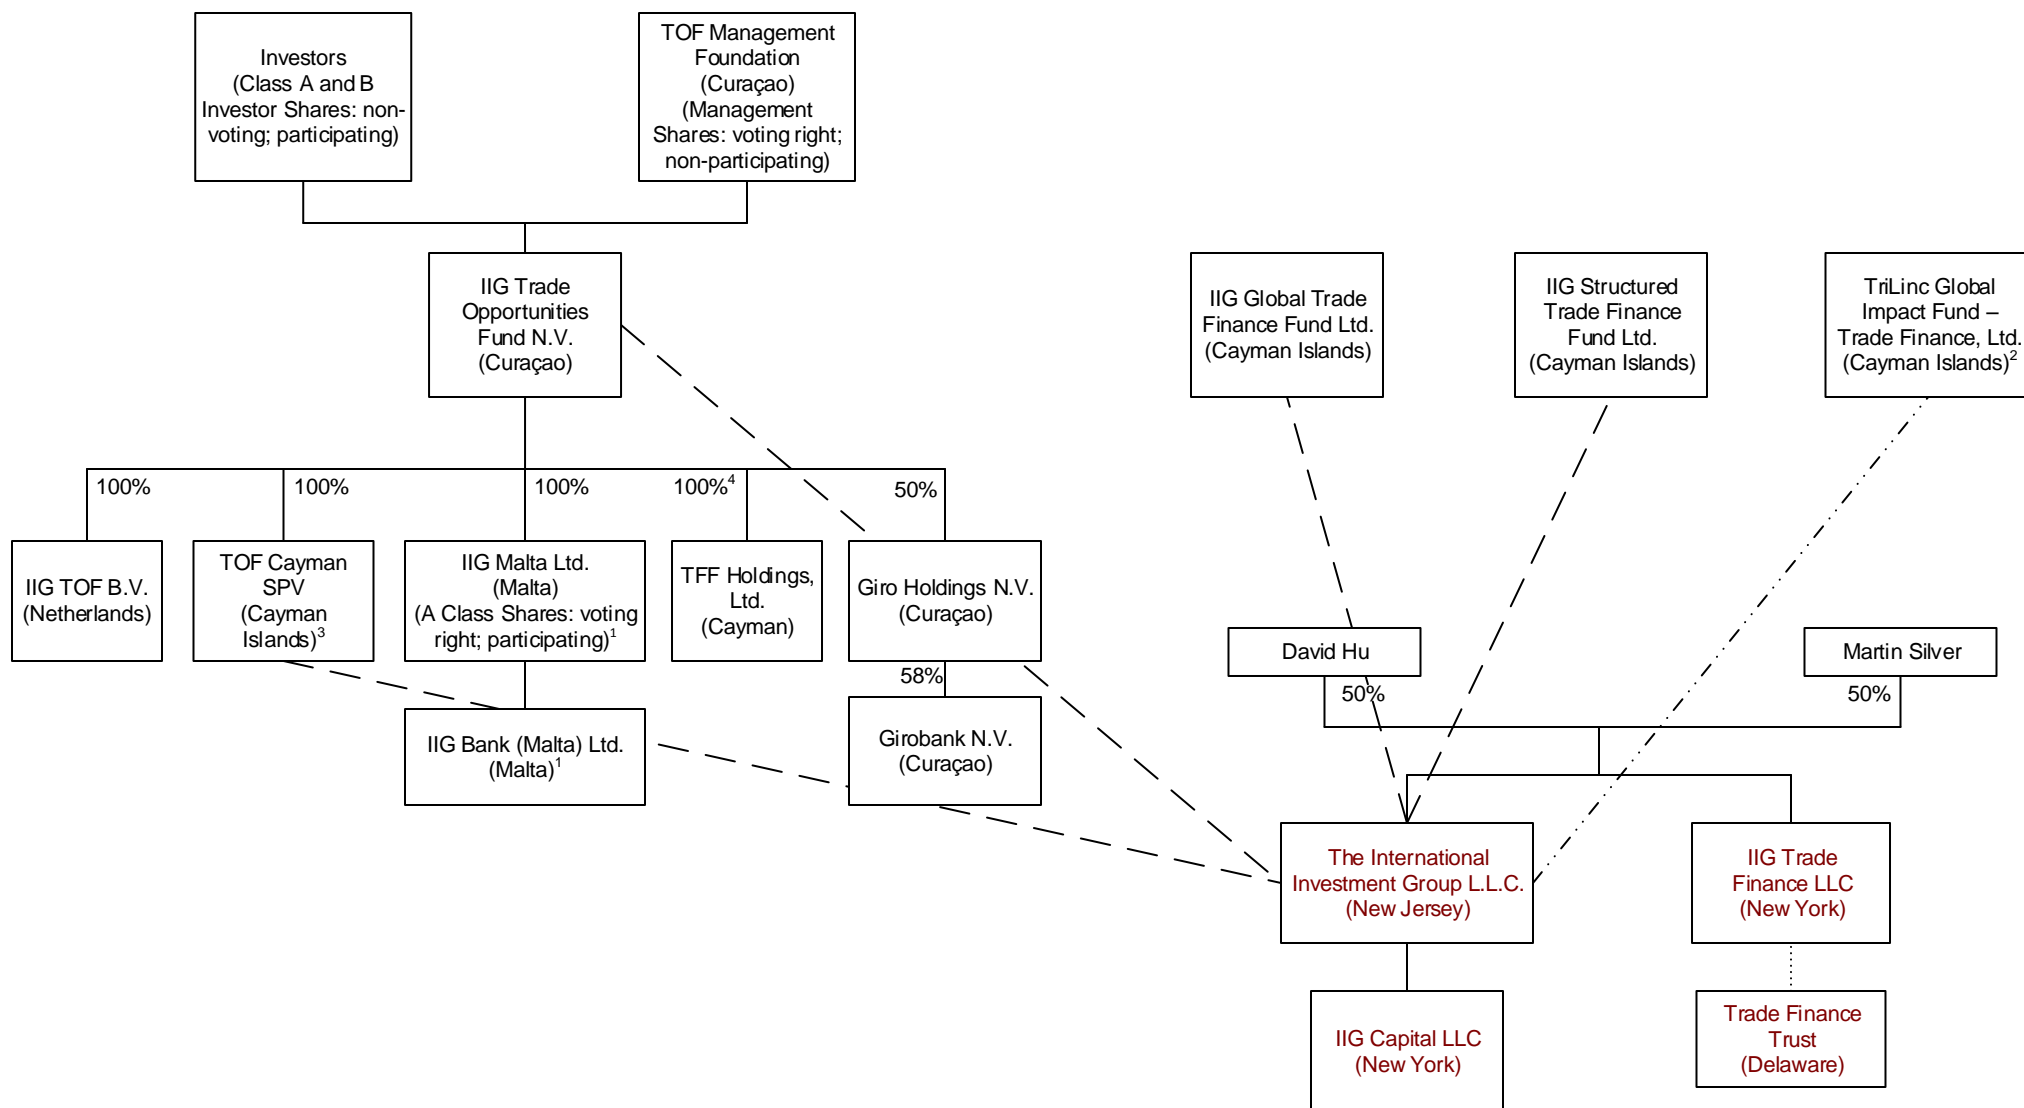 Investors
(Class A and B
Investor Shares: non-
voting; participating)
TOF Management
Foundation
(Curaçao)
(Management
Shares: voting right;
non-participating)
IIG Trade
Opportunities
Fund N.V.
(Curaçao)
IIG Global Trade
Finance Fund Ltd.
(Cayman Islands)
IIG Structured
Trade Finance
Fund Ltd.
(Cayman Islands)
TriLinc Global
Impact Fund –
Trade Finance, Ltd.
(Cayman Islands)²
100%
100%
100%
100%⁴
50%
IIG TOF B.V.
(Netherlands)
TOF Cayman
SPV
(Cayman
Islands)³
IIG Malta Ltd.
(Malta)
(A Class Shares: voting
right; participating)¹
TFF Holdings,
Ltd.
(Cayman)
Giro Holdings N.V.
(Curaçao)
David Hu
Martin Silver
58%
50%
50%
IIG Bank (Malta) Ltd.
(Malta)¹
Girobank N.V.
(Curaçao)
The International
Investment Group L.L.C.
(New Jersey)
IIG Trade
Finance LLC
(New York)
IIG Capital LLC
(New York)
Trade Finance
Trust
(Delaware)